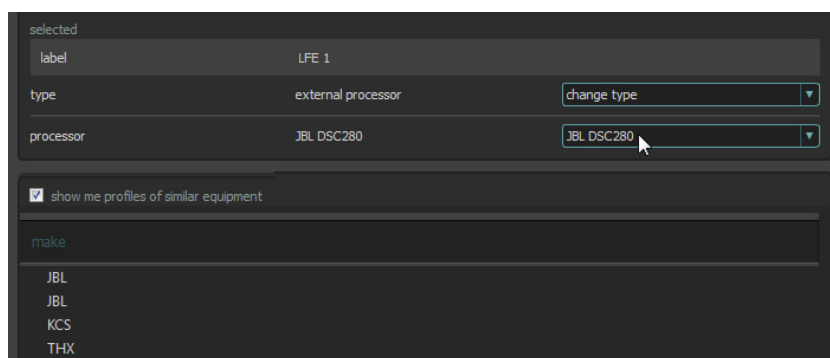 selected
label LFE 1
type external processor change type
processor JBL DSC280 JBL DSC280
show me profiles of similar equipment
make
JBL
JBL
KCS
THX